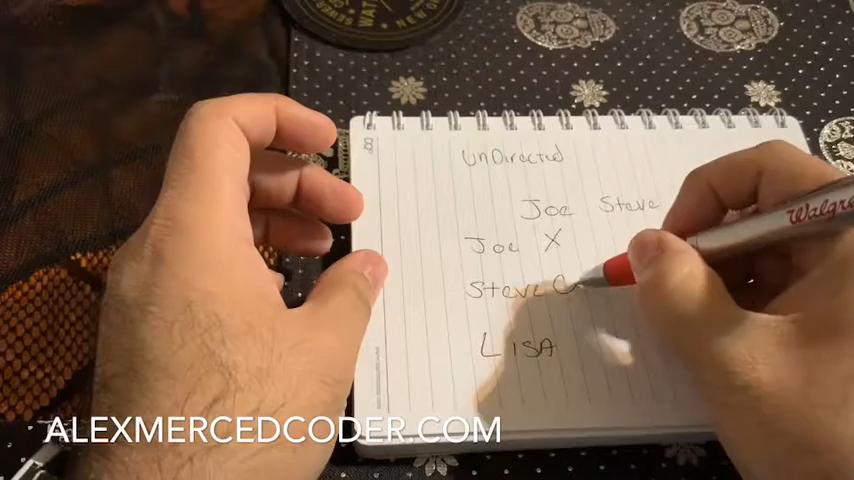 UnDirected
Joe Steve
Joe X
Steve C
LISA
Walgre
ALEXMERCEDCODER.COM